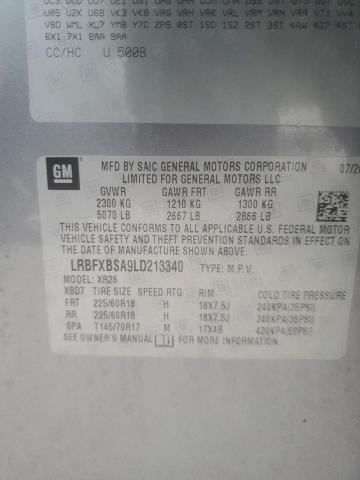 U05 U2K U68 VK3 VK8 VRG VRH VRK VRL VRM VRN VRR V73 VV4
V8D WML XL7 YM8 Y7C ZP5 0ST 1SD 1SZ 2ST 3ST 4AW 4G7 5ST
6X1 7X1 8AA 9AA
CC/HC U 5008
GM
MFD BY SAIC GENERAL MOTORS CORPORATION 07/20
LIMITED FOR GENERAL MOTORS LLC
GVWR GAWR FRT GAWR RR
2300 KG 1210 KG 1300 KG
5070 LB 2667 LB 2866 LB
THIS VEHICLE CONFORMS TO ALL APPLICABLE U.S. FEDERAL MOTOR
VEHICLE SAFETY STANDARDS IN EFFECT ON THE DATE OF
MANUFACTURE SHOWN ABOVE.
LRBFXBSA9LD213340 TYPE: M.P.V.
MODEL: XR26
XBD7 TIRE SIZE SPEED RTG RIM COLD TIRE PRESSURE
FRT 225/60R18 H 18X7.5J 240KPA(35PSI)
RR 225/60R18 H 18X7.5J 240KPA(35PSI)
SPA T145/70R17 M 17X4B 420KPA(60PSI)
SEE OWNER'S MANUAL FOR MORE INFORMATION.